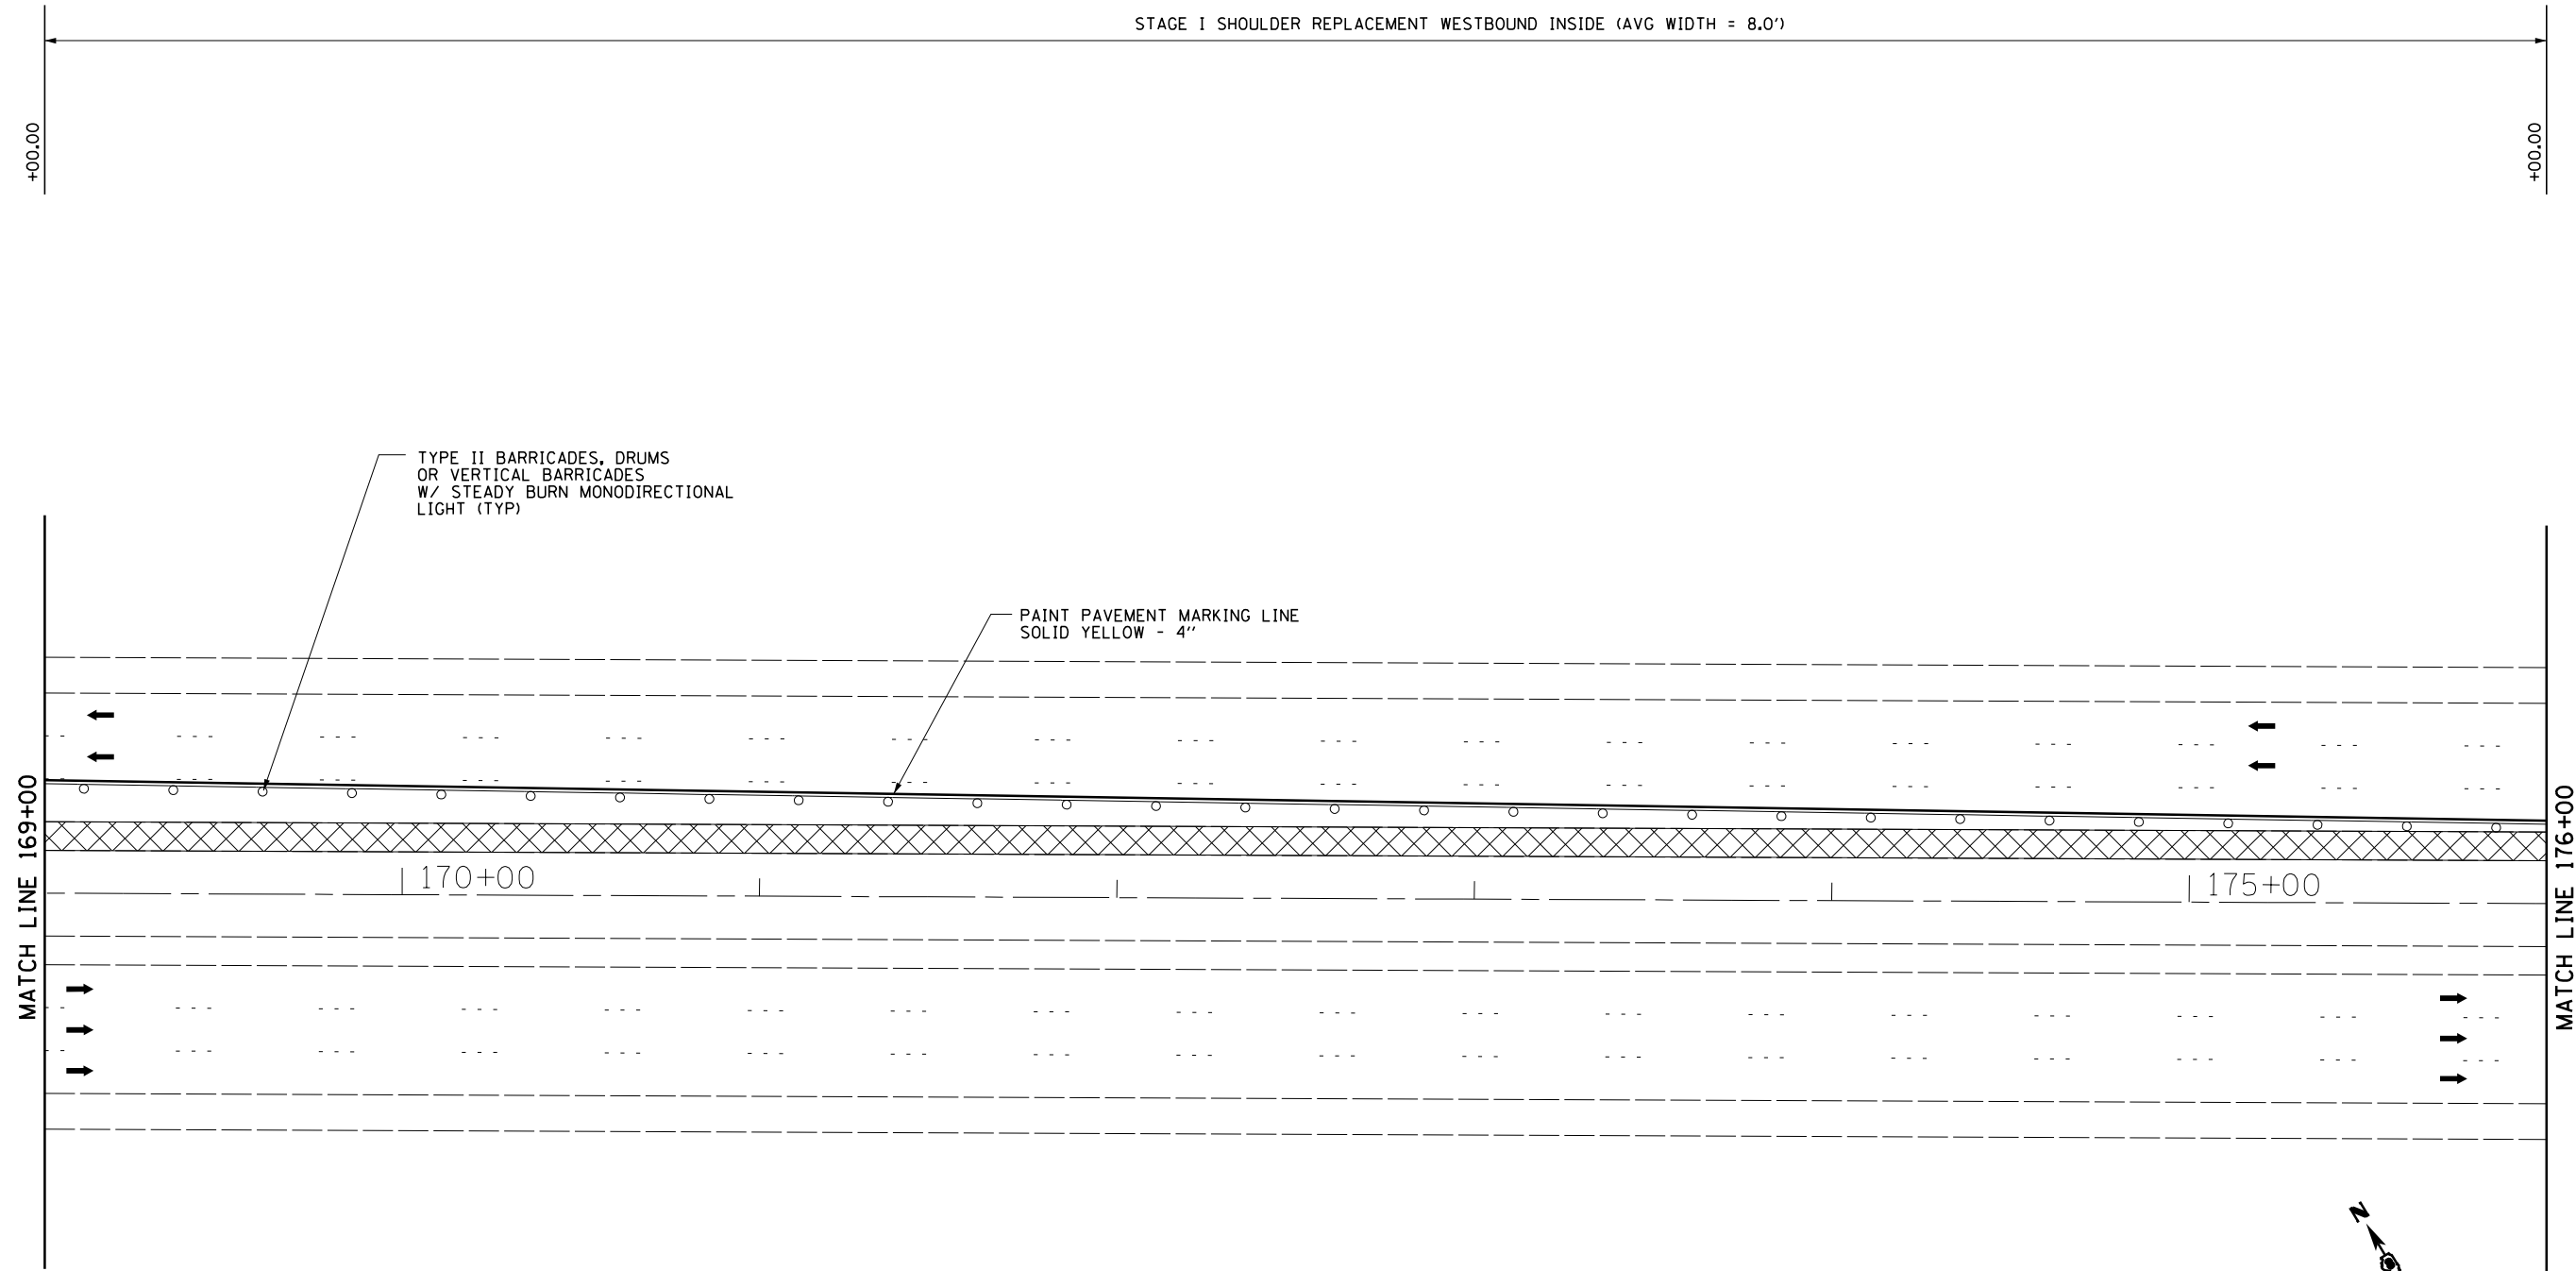 STAGE I SHOULDER REPLACEMENT WESTBOUND INSIDE (AVG WIDTH = 8.0')
+00.00
+00.00
TYPE II BARRICADES, DRUMS
OR VERTICAL BARRICADES
W/ STEADY BURN MONODIRECTIONAL
LIGHT (TYP)
PAINT PAVEMENT MARKING LINE
SOLID YELLOW - 4''
MATCH LINE 169+00
170+00
175+00
MATCH LINE 176+00
N